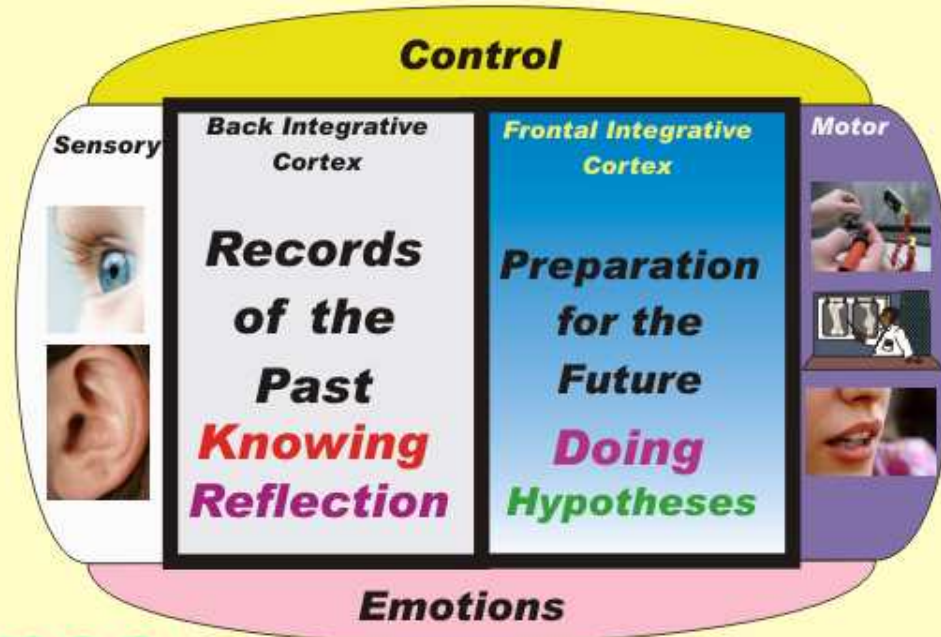 Control
Sensory
Back Integrative
Cortex
Records
of the
Past
Knowing
Reflection
Frontal Integrative
Cortex
Preparation
for the
Future
Doing
Hypotheses
Motor
Emotions